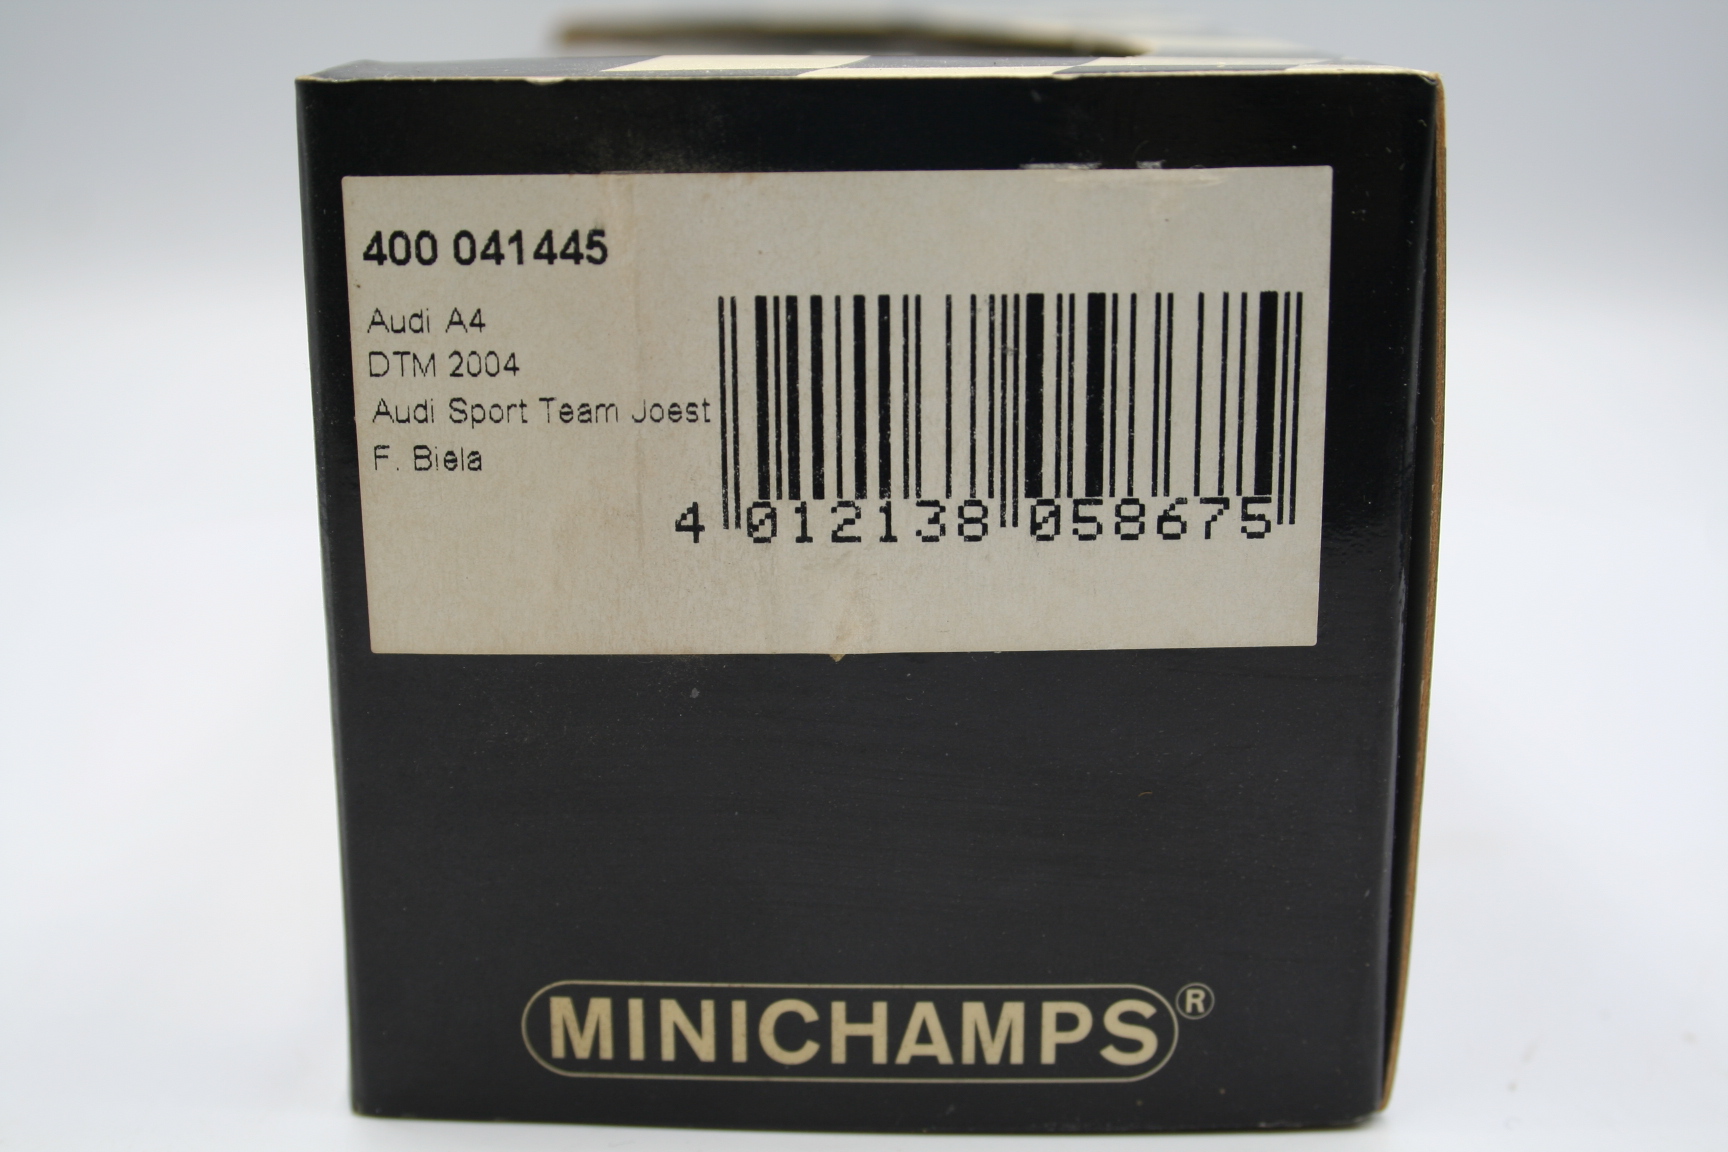 400 041445
Audi A4
DTM 2004
Audi Sport Team Joest
F. Biela
4 012138 058675
MINICHAMPS®